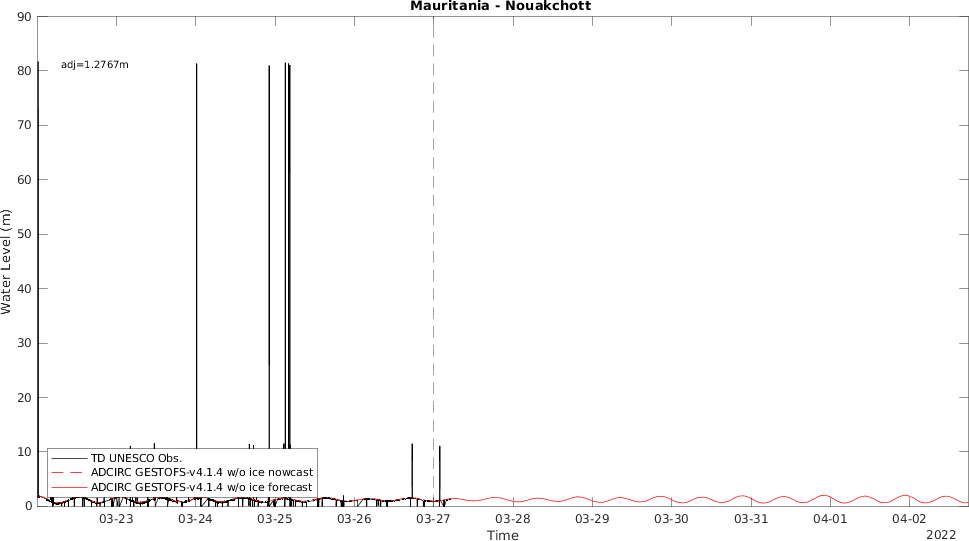 Mauritania - Nouakchott
90
80
70
60
50
40
30
20
10
0
Water Level (m)
adj=1.2767m
TD UNESCO Obs.
ADCIRC GESTOFS-v4.1.4 w/o ice nowcast
ADCIRC GESTOFS-v4.1.4 w/o ice forecast
03-23 03-24 03-25 03-26 03-27 03-28 03-29 03-30 03-31 04-01 04-02
Time
2022